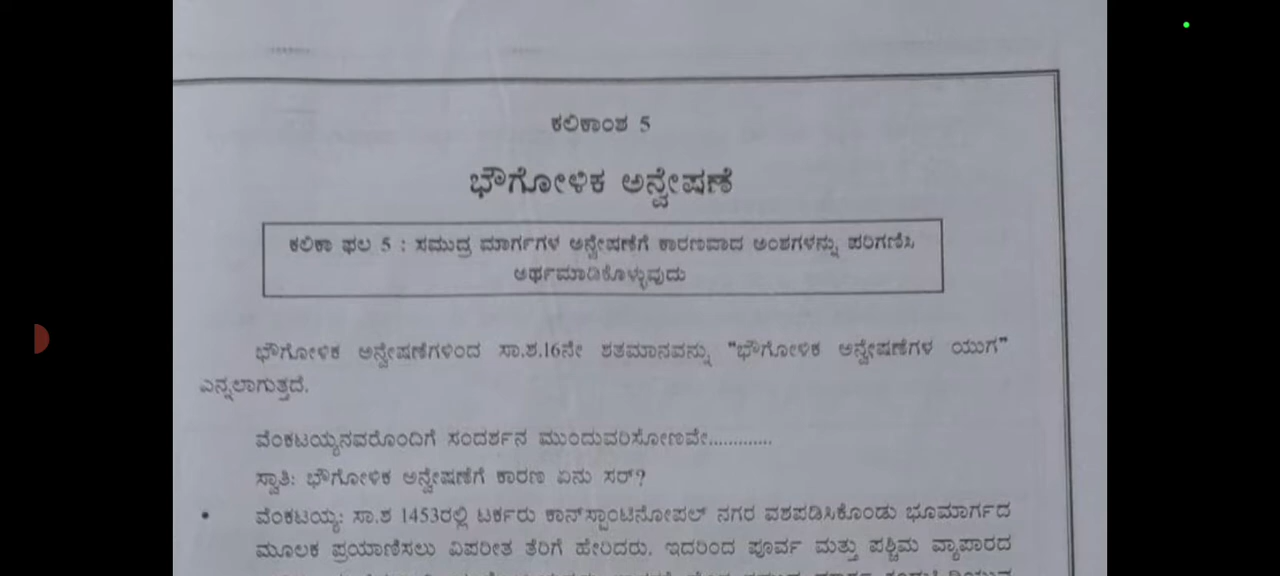 ಕಲಿಕಾಂಶ 5
ಭೌಗೋಳಿಕ ಅನ್ವೇಷಣೆ
ಕಲಿಕಾ ಫಲ 5 : ಸಮುದ್ರ ಮಾರ್ಗಗಳ ಅನ್ವೇಷಣೆಗೆ ಕಾರಣವಾದ ಅಂಶಗಳನ್ನು ಪರಿಗಣಿಸಿ
ಅರ್ಥಮಾಡಿಕೊಳ್ಳುವುದು
ಭೌಗೋಳಿಕ ಅನ್ವೇಷಣೆಗಳಿಂದ ಸಾ.ಶ.16ನೇ ಶತಮಾನವನ್ನು "ಭೌಗೋಳಿಕ ಅನ್ವೇಷಣೆಗಳ ಯುಗ"
ಎನ್ನಲಾಗುತ್ತದೆ.
ವೆಂಕಟಯ್ಯನವರೊಂದಿಗೆ ಸಂದರ್ಶನ ಮುಂದುವರಿಸೋಣವೇ.............
ಸ್ವಾತಿ: ಭೌಗೋಳಿಕ ಅನ್ವೇಷಣೆಗೆ ಕಾರಣ ಏನು ಸರ್?
• ವೆಂಕಟಯ್ಯ: ಸಾ.ಶ 1453ರಲ್ಲಿ ಟರ್ಕರು ಕಾನ್‌ಸ್ಟಾಂಟಿನೋಪಲ್ ನಗರ ವಶಪಡಿಸಿಕೊಂಡು ಭೂಮಾರ್ಗದ
ಮೂಲಕ ಪ್ರಯಾಣಿಸಲು ವಿಪರೀತ ತೆರಿಗೆ ಹೇರಿದರು. ಇದರಿಂದ ಪೂರ್ವ ಮತ್ತು ಪಶ್ಚಿಮ ವ್ಯಾಪಾರದ